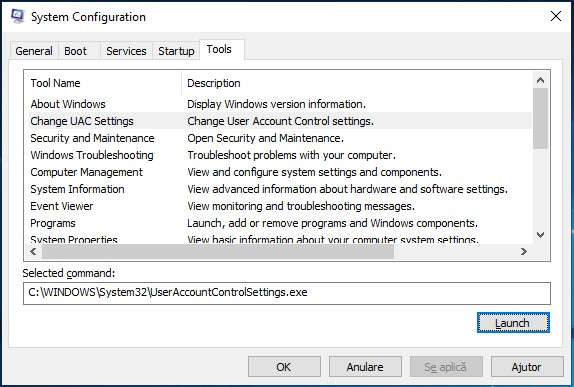 System Configuration
General Boot Services Startup Tools
Tool Name Description
About Windows Display Windows version information.
Change UAC Settings Change User Account Control settings.
Security and Maintenance Open Security and Maintenance.
Windows Troubleshooting Troubleshoot problems with your computer.
Computer Management View and configure system settings and components.
System Information View advanced information about hardware and software settings.
Event Viewer View monitoring and troubleshooting messages.
Programs Launch, add or remove programs and Windows components.
System Properties View basic information about your computer system settings.
Selected command:
C:\WINDOWS\System32\UserAccountControlSettings.exe
Launch
OK Anulare Se aplică Ajutor